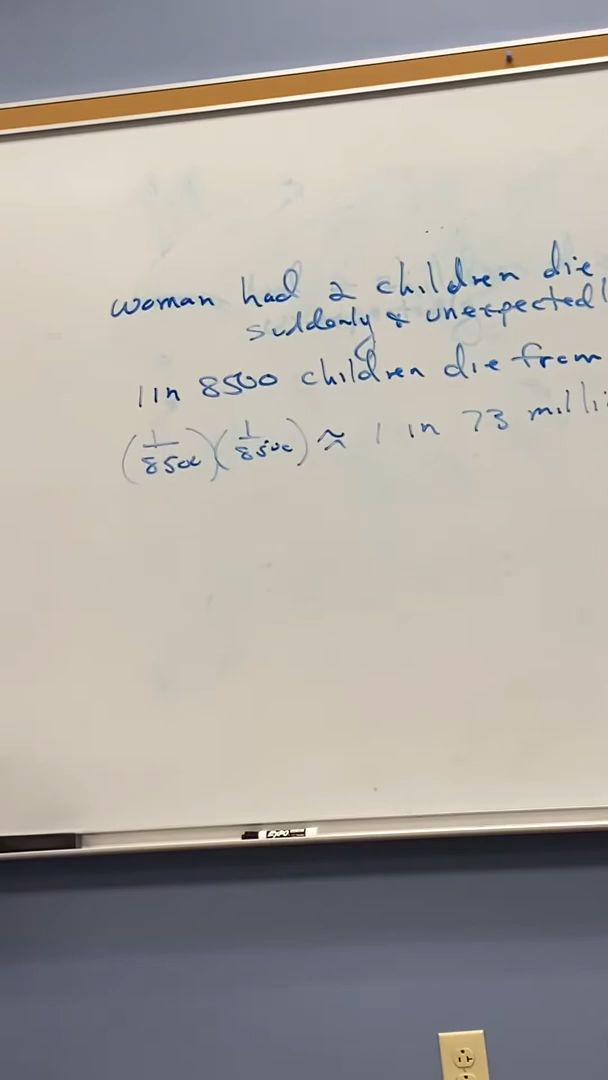 woman had 2 children die
suddenly & unexpectedly
1 in 8500 children die from
(1/8500)(1/8500) ≈ 1 in 73 milli
EXPO